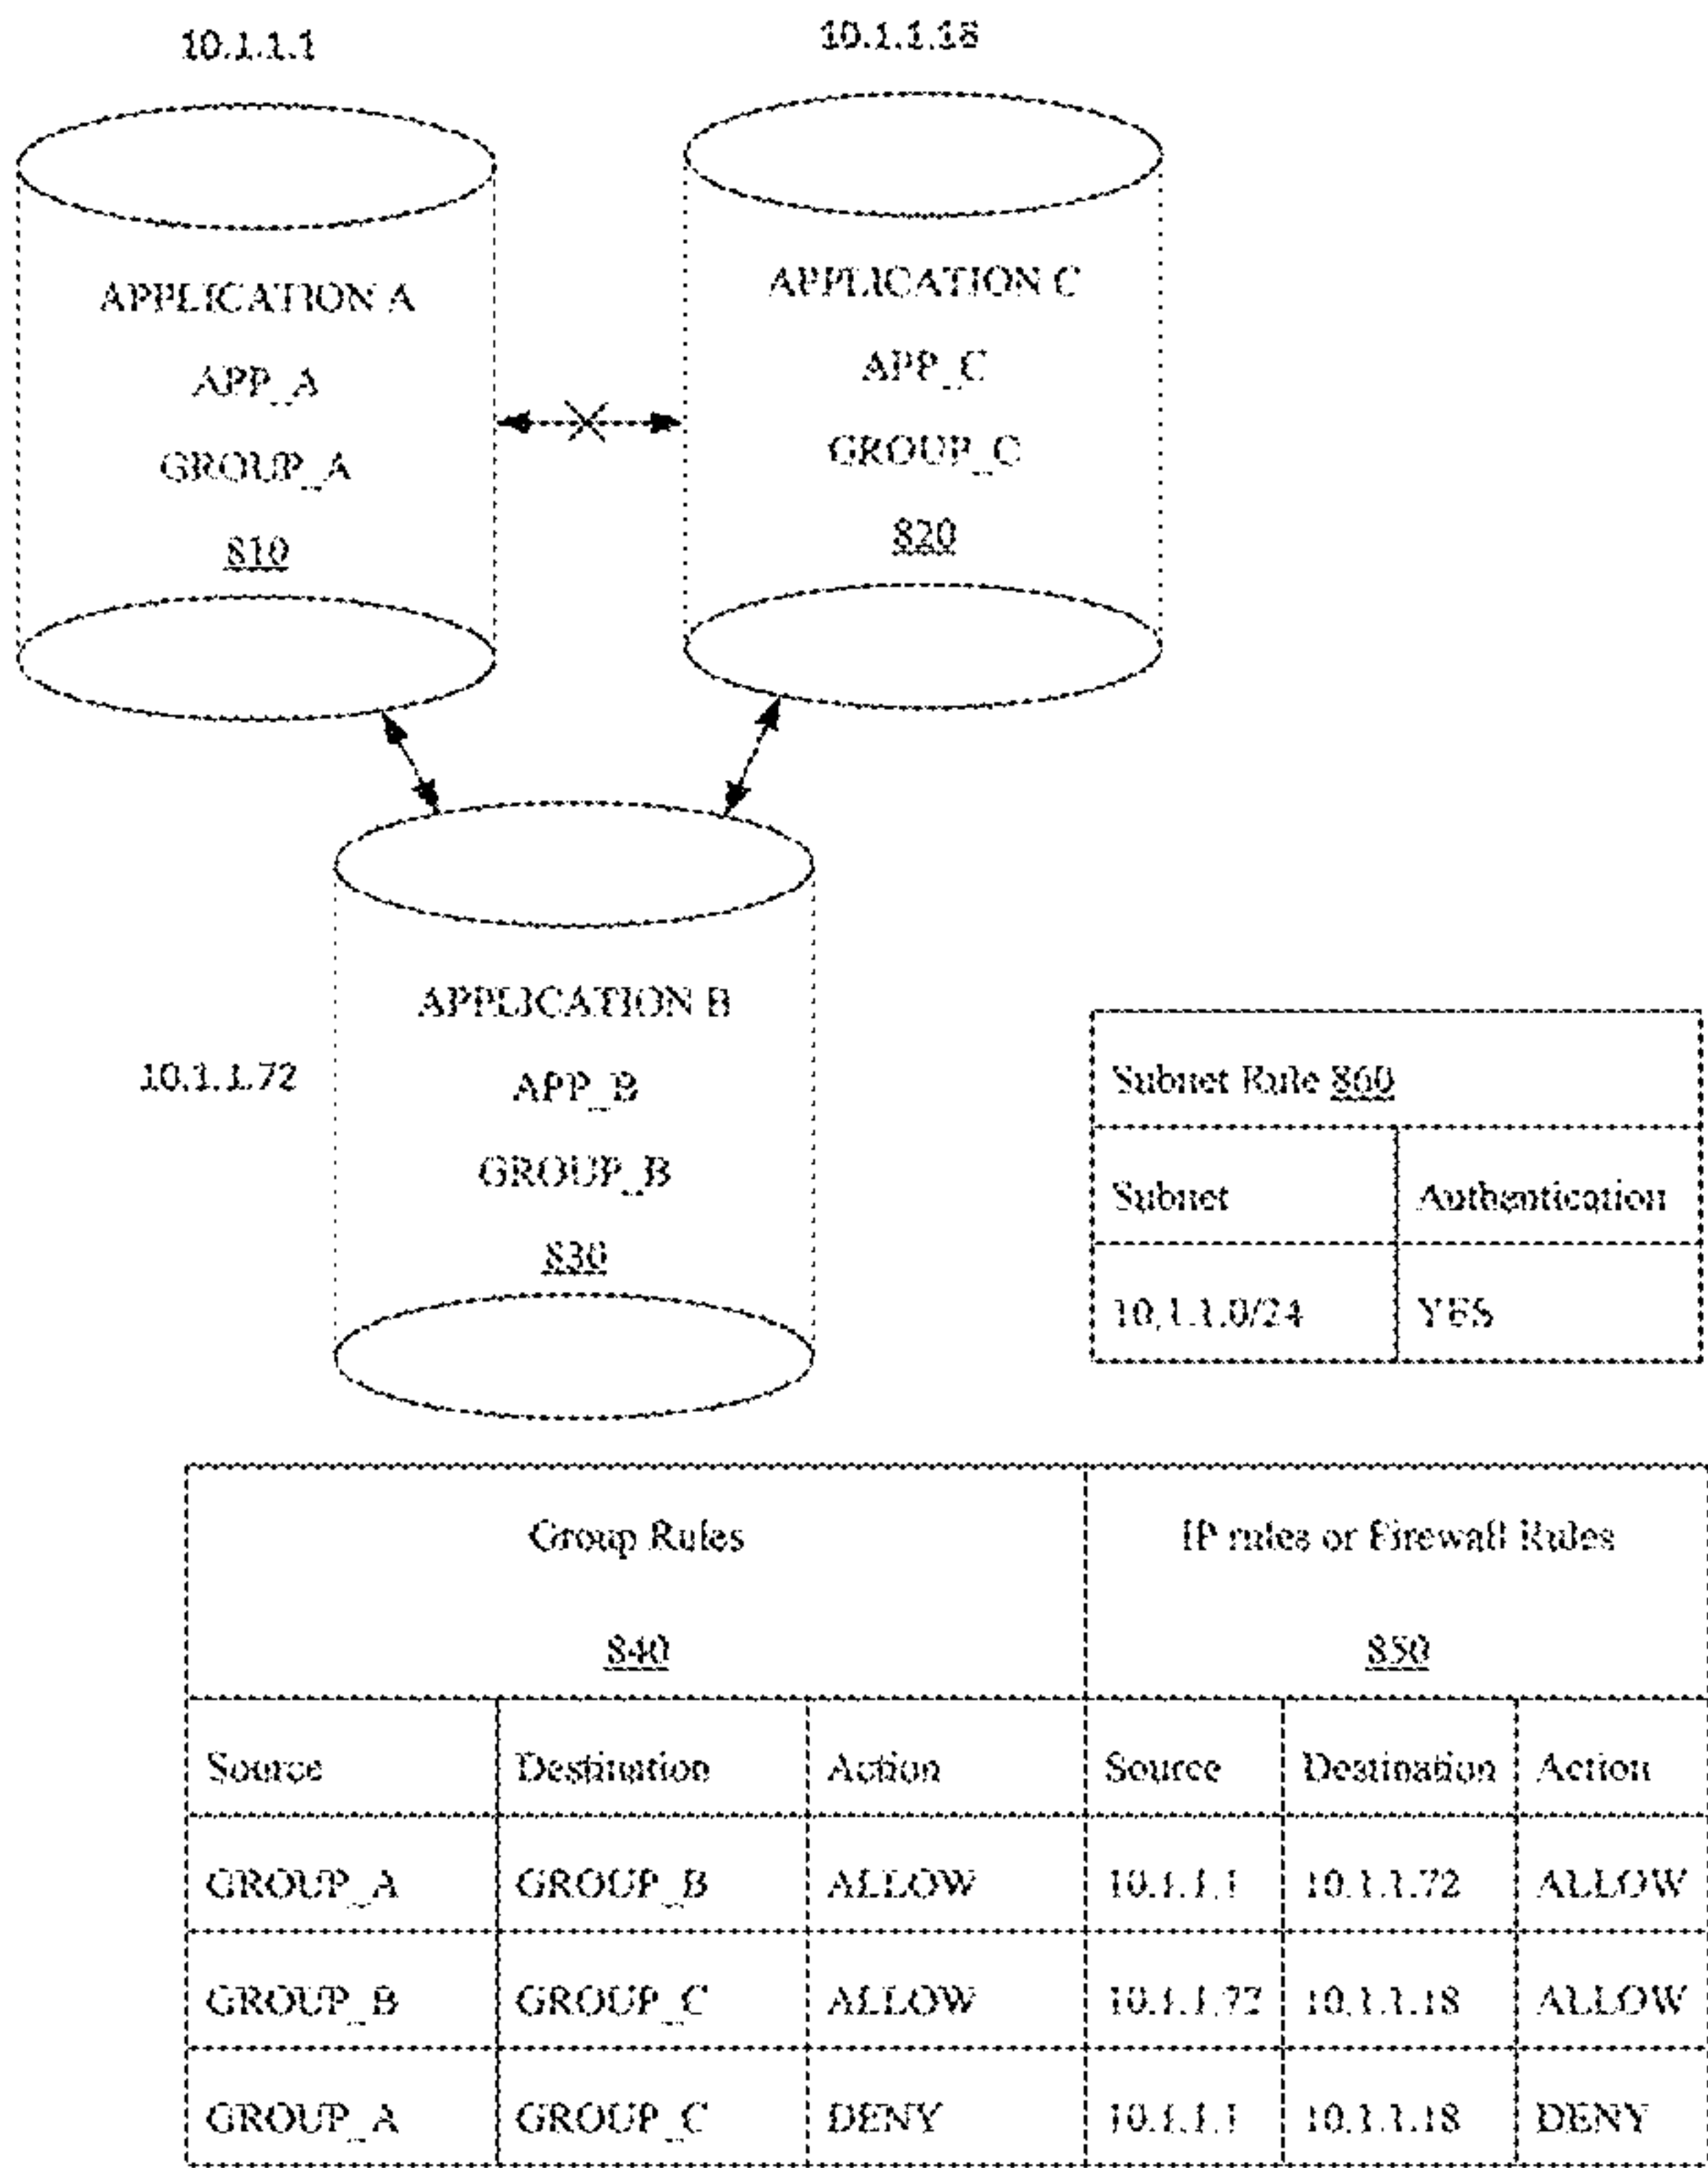 10.1.1.1
10.1.1.18
APPLICATION A
APP_A
GROUP_A
810
APPLICATION C
APP_C
GROUP_C
820
APPLICATION B
APP_B
GROUP_B
830
10.1.1.72
Subnet Rule 860
Subnet Authentication
10.1.1.0/24 YES
Group Rules IP rules or Firewall Rules
840 850
Source Destination Action Source Destination Action
GROUP_A GROUP_B ALLOW 10.1.1.1 10.1.1.72 ALLOW
GROUP_B GROUP_C ALLOW 10.1.1.72 10.1.1.18 ALLOW
GROUP_A GROUP_C DENY 10.1.1.1 10.1.1.18 DENY